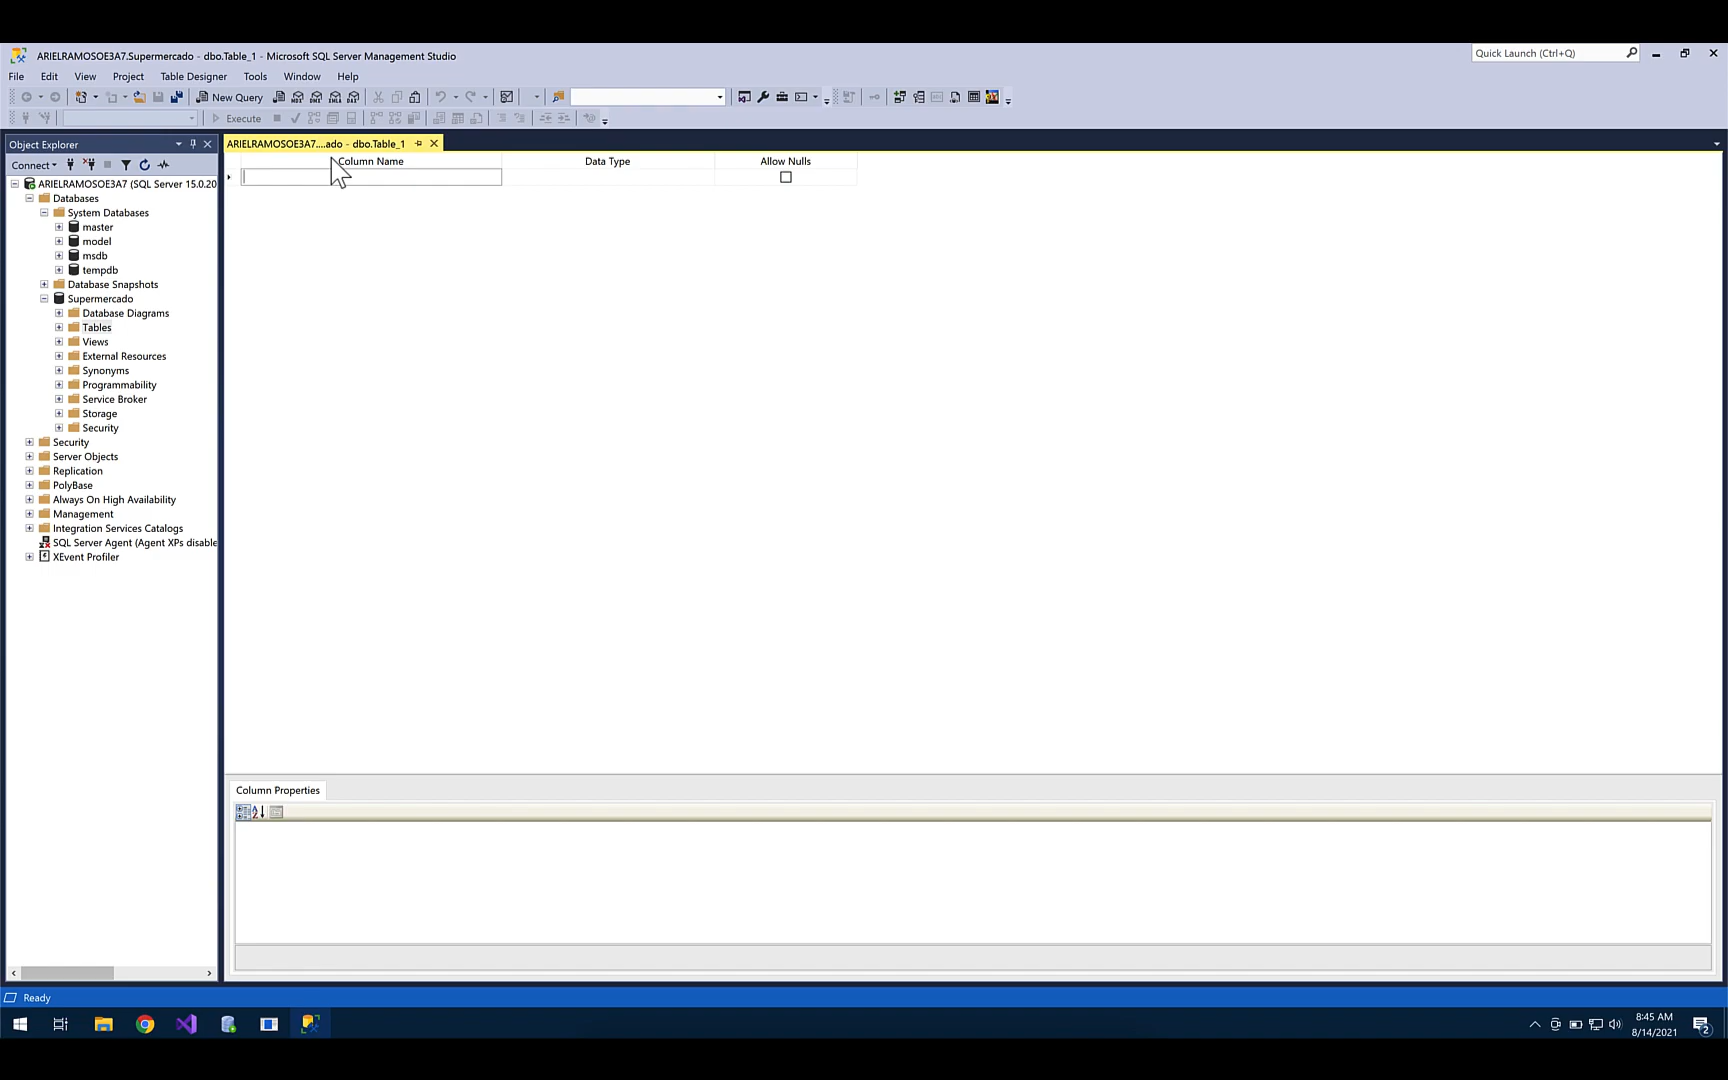 ARIELRAMOSOE3A7.Supermercado - dbo.Table_1 - Microsoft SQL Server Management Studio
Quick Launch (Ctrl+Q)
File Edit View Project Table Designer Tools Window Help
New Query
Execute
Object Explorer
ARIELRAMOSOE3A7....ado - dbo.Table_1
Connect
Column Name Data Type Allow Nulls
ARIELRAMOSOE3A7 (SQL Server 15.0.20
Databases
System Databases
master
model
msdb
tempdb
Database Snapshots
Supermercado
Database Diagrams
Tables
Views
External Resources
Synonyms
Programmability
Service Broker
Storage
Security
Security
Server Objects
Replication
PolyBase
Always On High Availability
Management
Integration Services Catalogs
SQL Server Agent (Agent XPs disable
XEvent Profiler
Column Properties
Ready
8:45 AM
8/14/2021
2